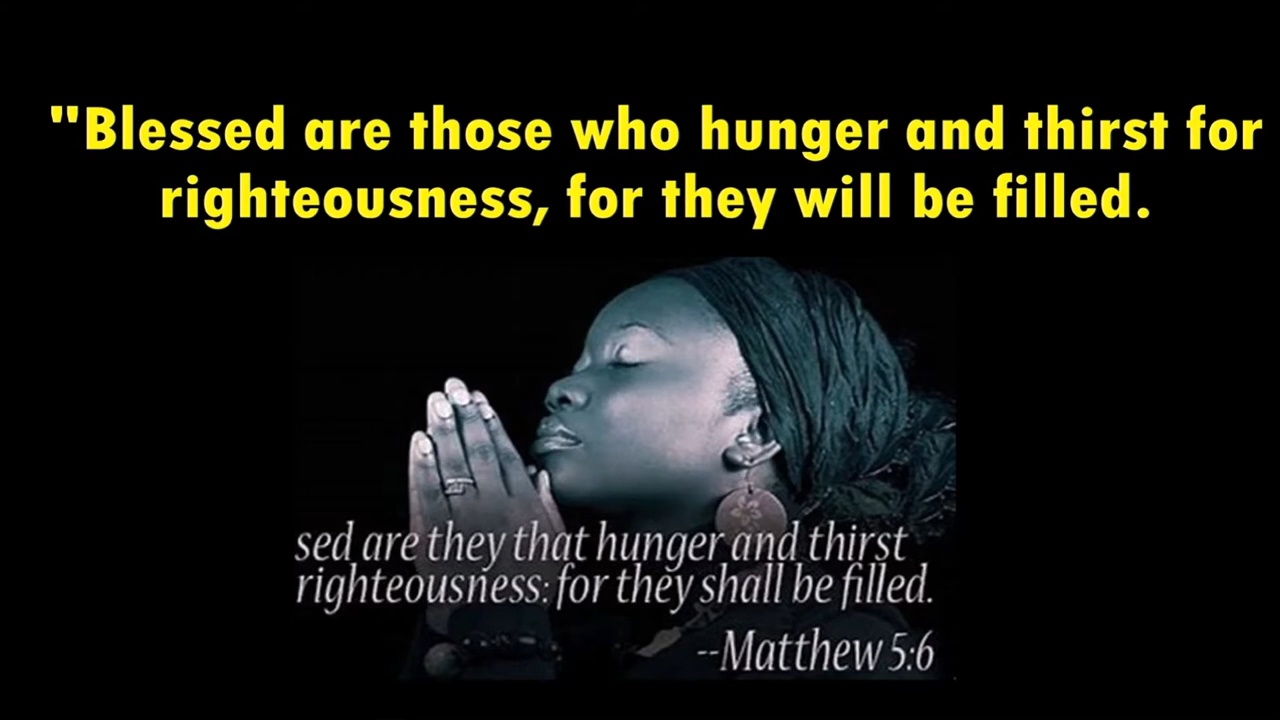 "Blessed are those who hunger and thirst for
righteousness, for they will be filled.
sed are they that hunger and thirst
righteousness: for they shall be filled.
--Matthew 5:6